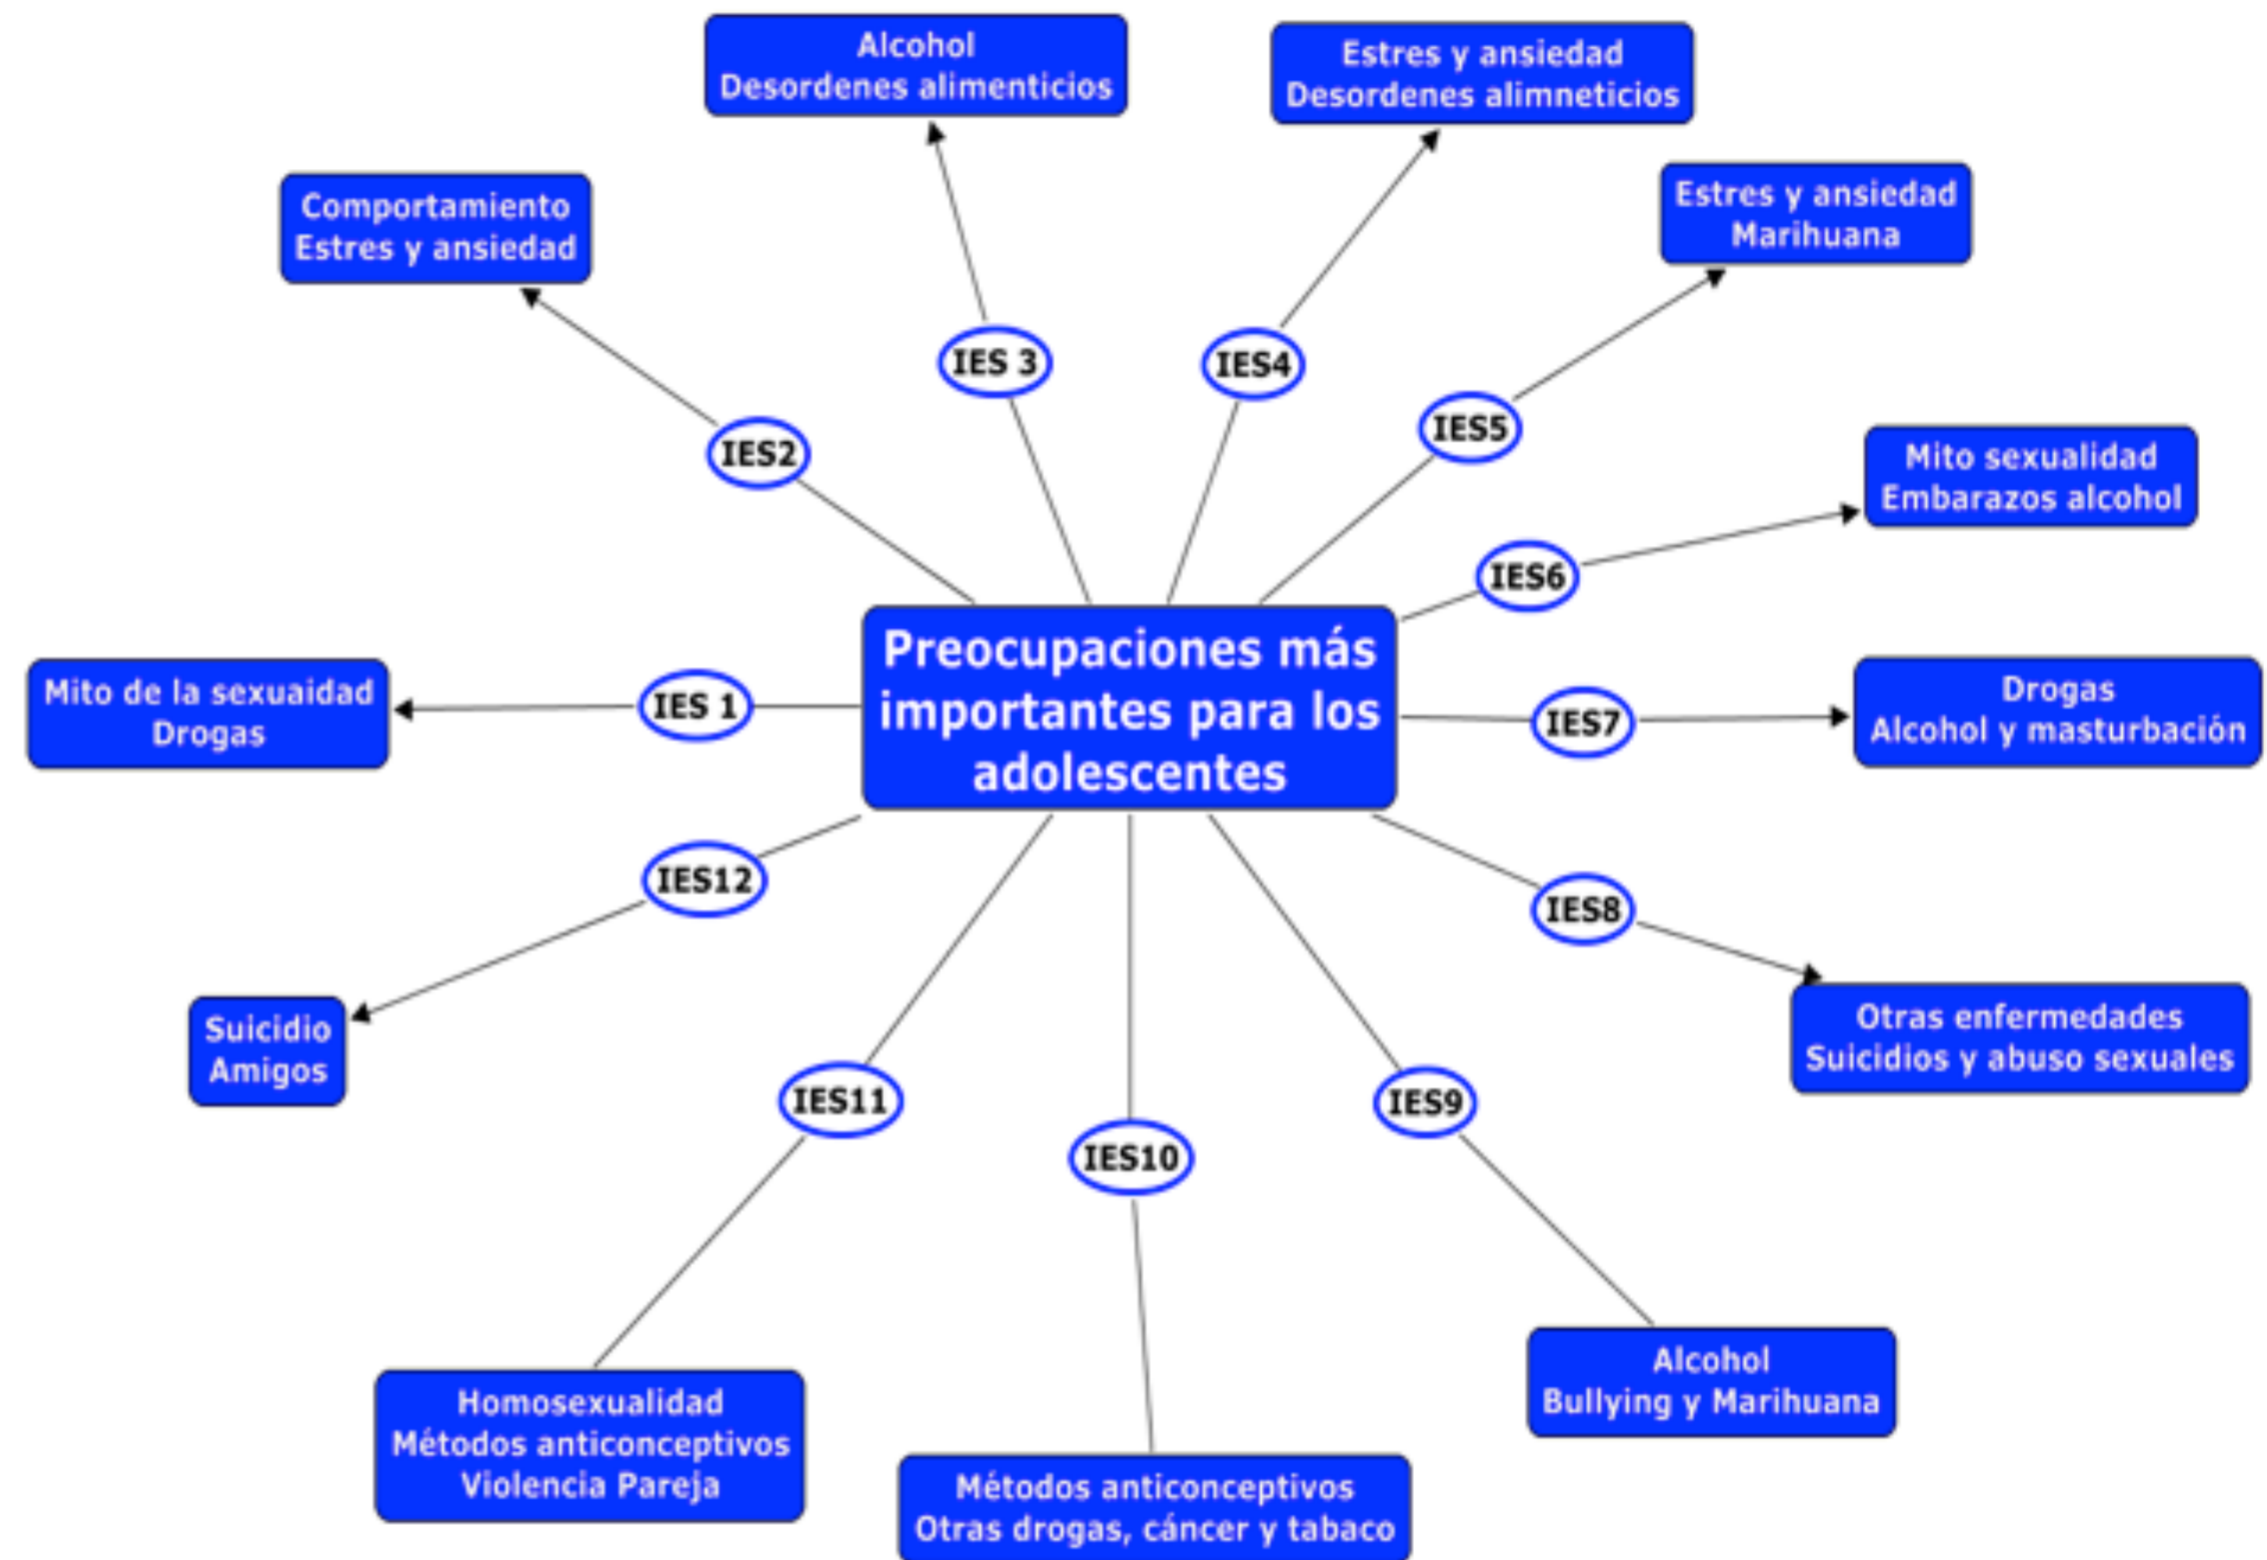 Alcohol
Desordenes alimenticios
Estres y ansiedad
Desordenes alimneticios
Comportamiento
Estres y ansiedad
Estres y ansiedad
Marihuana
IES 3
IES4
IES5
IES2
Mito sexualidad
Embarazos alcohol
IES6
Preocupaciones más
importantes para los
adolescentes
Mito de la sexuaidad
Drogas
IES 1
IES7
Drogas
Alcohol y masturbación
IES12
IES8
Suicidio
Amigos
Otras enfermedades
Suicidios y abuso sexuales
IES11
IES10
IES9
Alcohol
Bullying y Marihuana
Homosexualidad
Métodos anticonceptivos
Violencia Pareja
Métodos anticonceptivos
Otras drogas, cáncer y tabaco